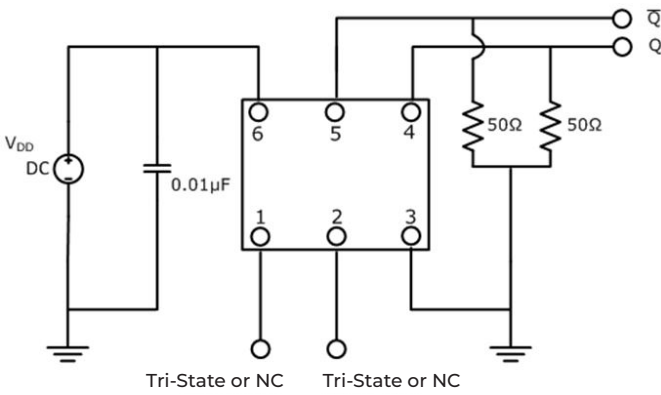 Q̅
Q
6 5 4
50Ω 50Ω
V_DD
DC
0.01µF
1 2 3
Tri-State or NC Tri-State or NC